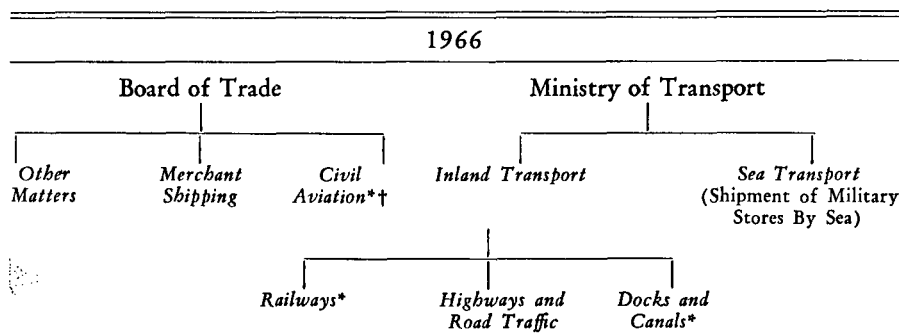 1966
Board of Trade
Ministry of Transport
Other
Matters
Merchant
Shipping
Civil
Aviation*†
Inland Transport
Sea Transport
(Shipment of Military
Stores By Sea)
Railways*
Highways and
Road Traffic
Docks and
Canals*